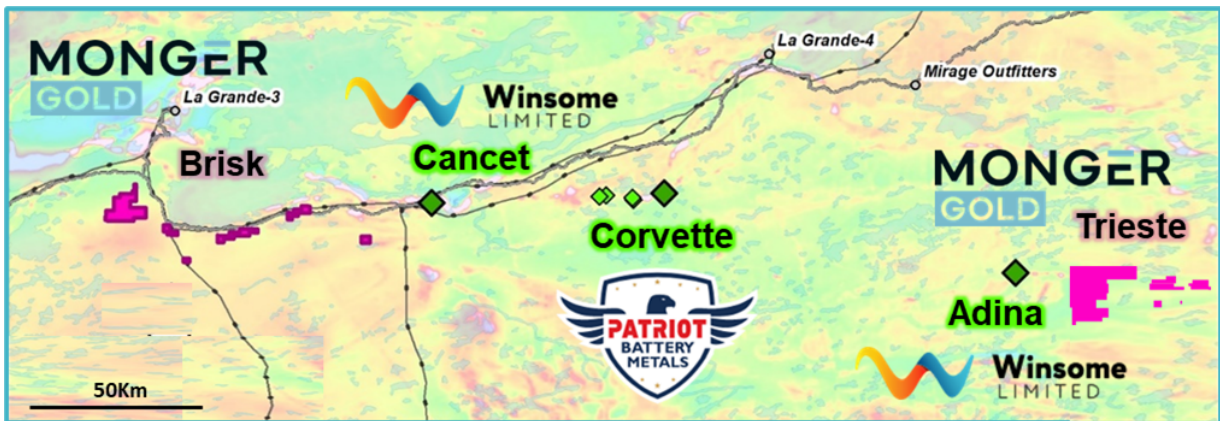 MONGER
GOLD
La Grande-3
Brisk
Winsome
LIMITED
Cancet
La Grande-4
Mirage Outfitters
Corvette
PATRIOT
BATTERY
METALS
MONGER
GOLD
Trieste
Adina
Winsome
LIMITED
50Km